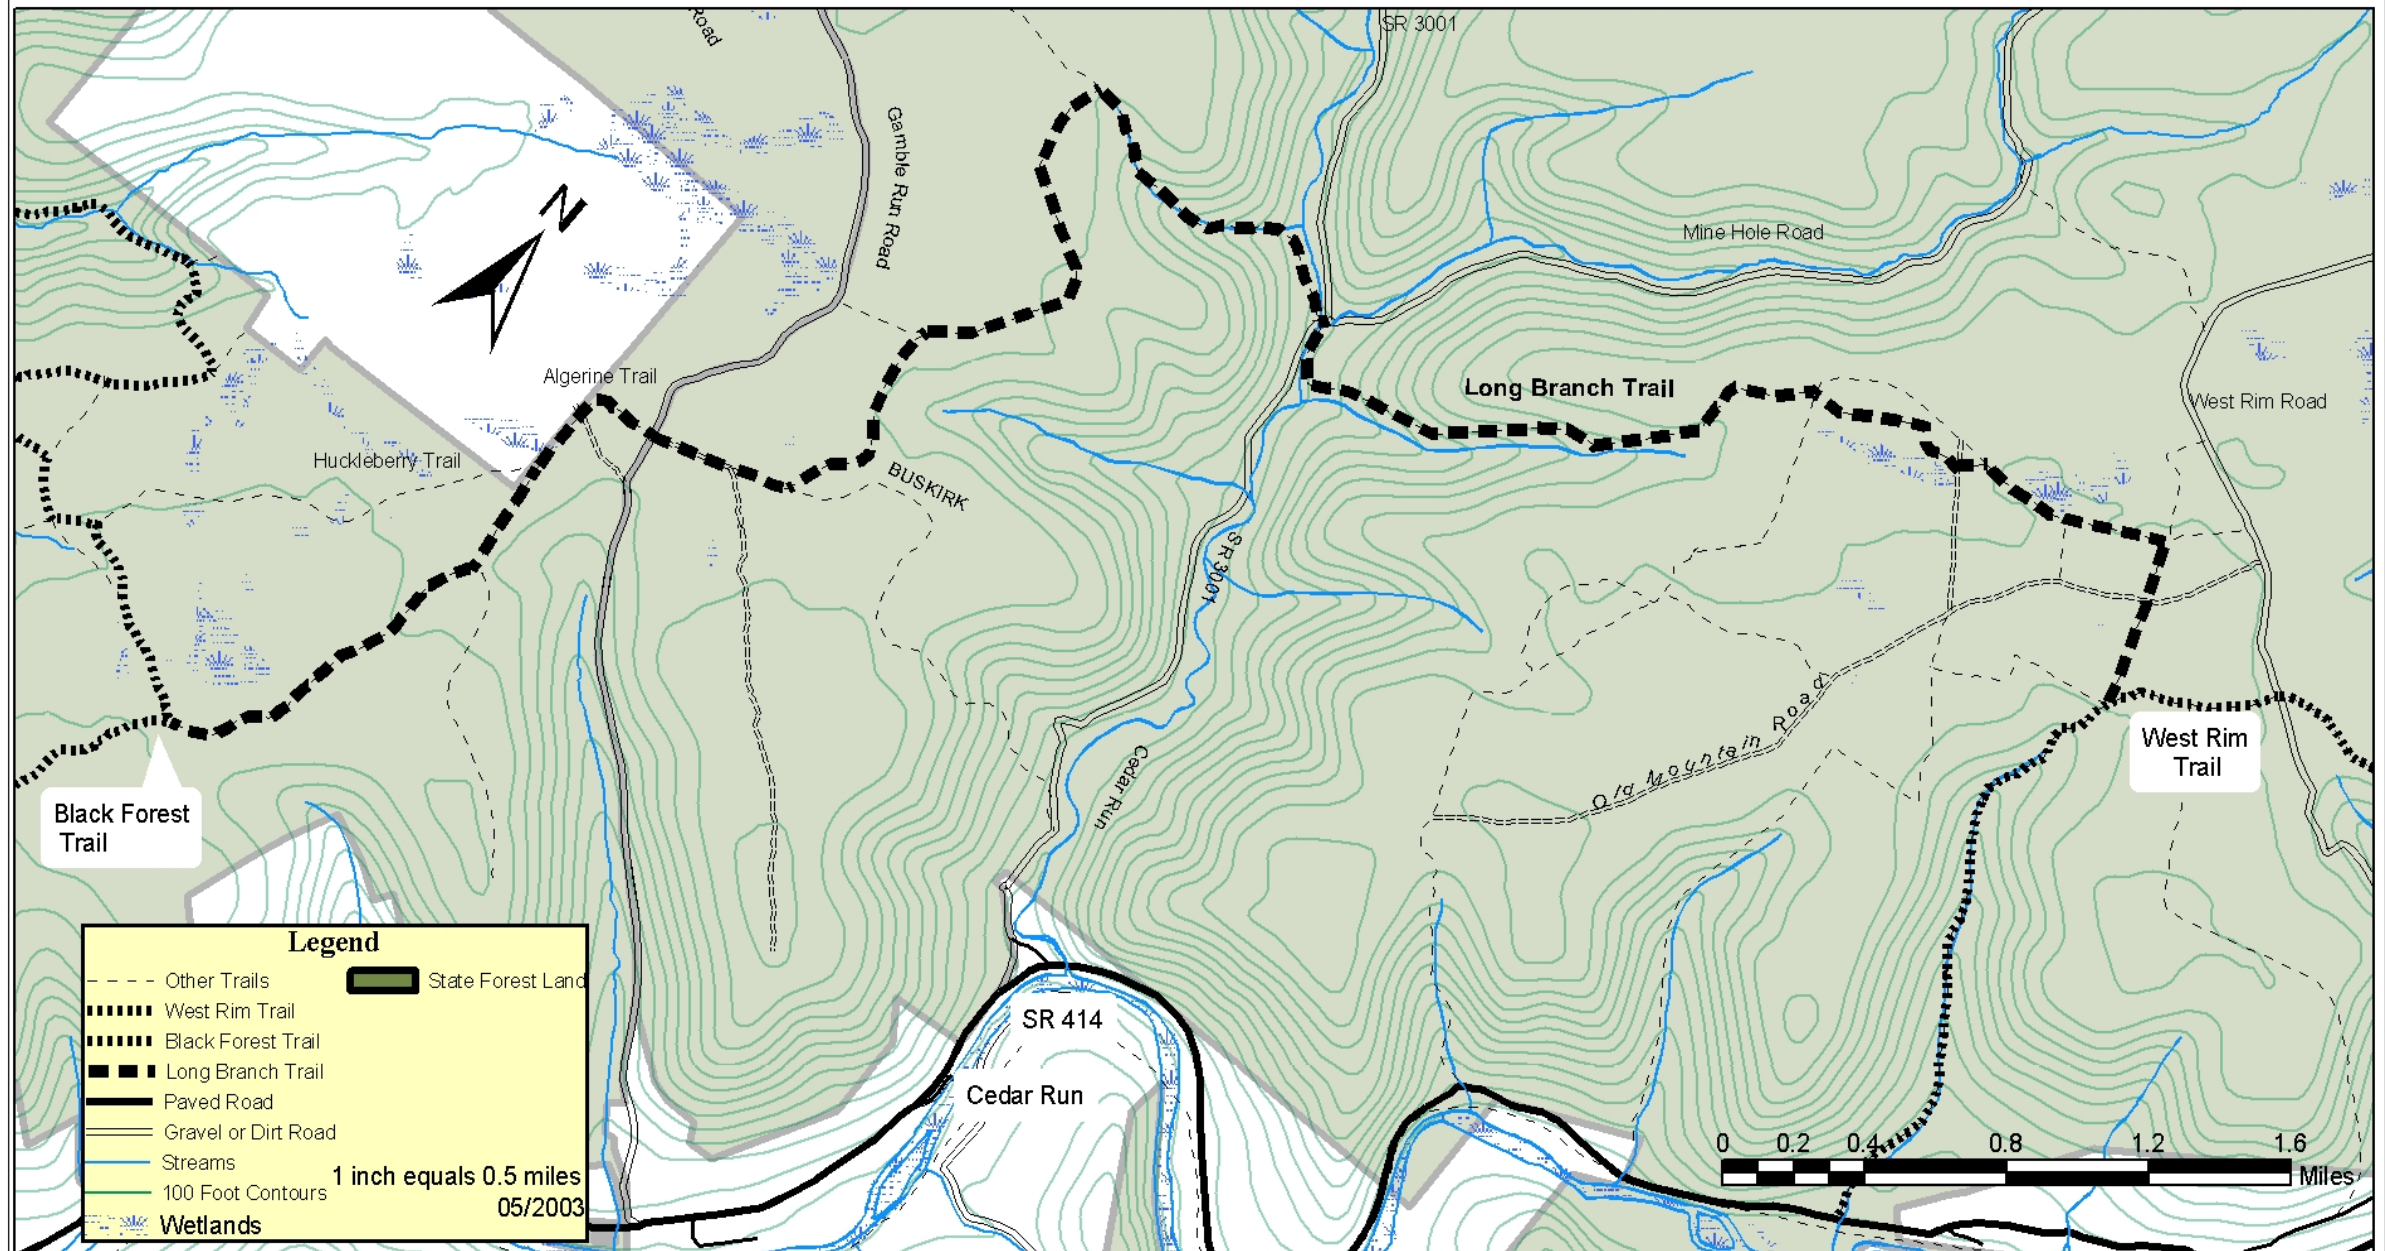 Road
SR 3001
Gamble Run Road
N
Mine Hole Road
Algerine Trail
Long Branch Trail
West Rim Road
Huckleberry Trail
BUSKIRK
SR 3001
Old Mountain Road
West Rim
Trail
Cedar Run
Black Forest
Trail
Legend
Other Trails
State Forest Land
West Rim Trail
Black Forest Trail
Long Branch Trail
Paved Road
Gravel or Dirt Road
Streams
1 inch equals 0.5 miles
100 Foot Contours
05/2003
Wetlands
SR 414
Cedar Run
0 0.2 0.4 0.8 1.2 1.6
Miles